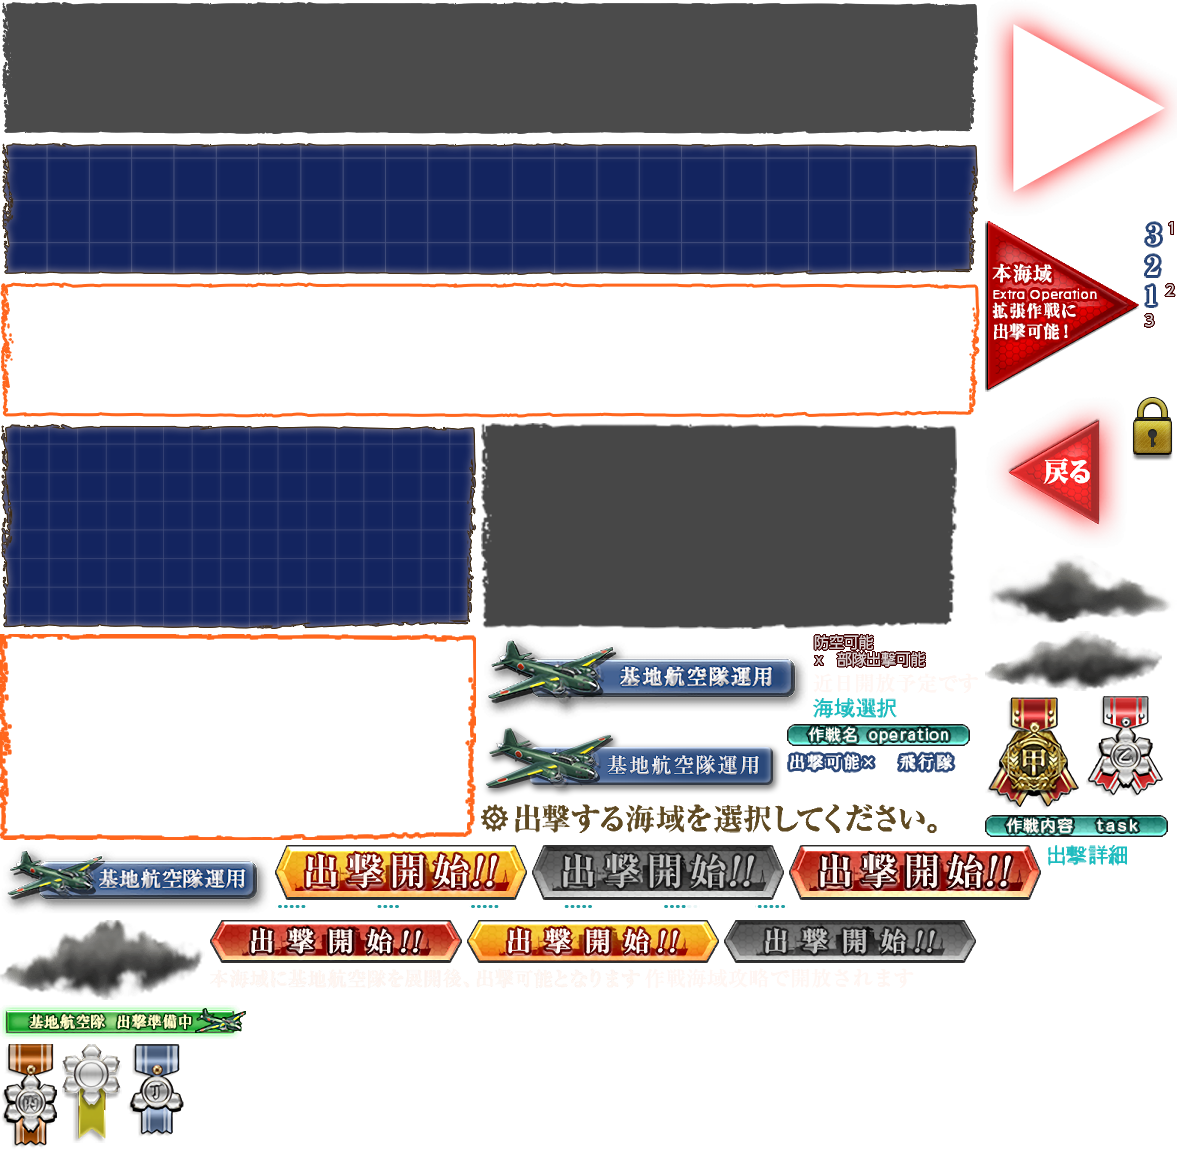 3 1
2
1 2
3
本海域
Extra Operation
拡張作戦に
出撃可能！
戻る
防空可能
x 部隊出撃可能
基地航空隊運用
近日開放予定です
海域選択
作戦名 operation
出撃可能× 飛行隊
基地航空隊運用
甲
乙
出撃する海域を選択してください。
作戦内容 task
出撃詳細
基地航空隊運用
出撃開始!!
出撃開始!!
出撃開始!!
出撃開始!!
出撃開始!!
出撃開始!!
本海域に基地航空隊を展開後、出撃可能となります 作戦海域攻略で開放されます
基地航空隊 出撃準備中
丙
丁